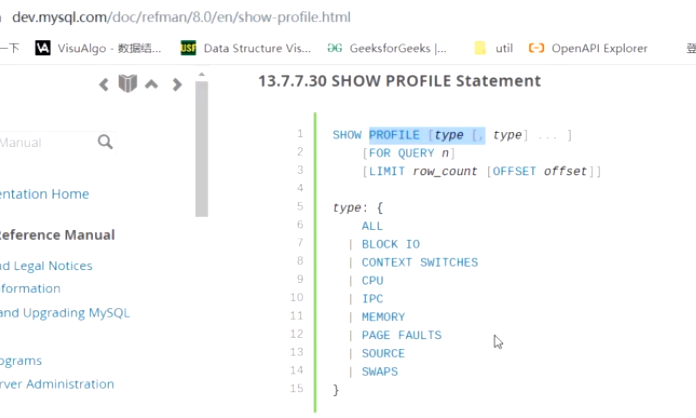 dev.mysql.com/doc/refman/8.0/en/show-profile.html
一下 VisuAlgo - 数据结... Data Structure Vis... GeeksforGeeks |... util OpenAPI Explorer 登
13.7.7.30 SHOW PROFILE Statement
Manual
entation Home
eference Manual
nd Legal Notices
formation
and Upgrading MySQL
ograms
rver Administration
1 SHOW PROFILE [type [, type] ... ]
2 [FOR QUERY n]
3 [LIMIT row_count [OFFSET offset]]
4
5 type: {
6 ALL
7 | BLOCK IO
8 | CONTEXT SWITCHES
9 | CPU
10 | IPC
11 | MEMORY
12 | PAGE FAULTS
13 | SOURCE
14 | SWAPS
15 }